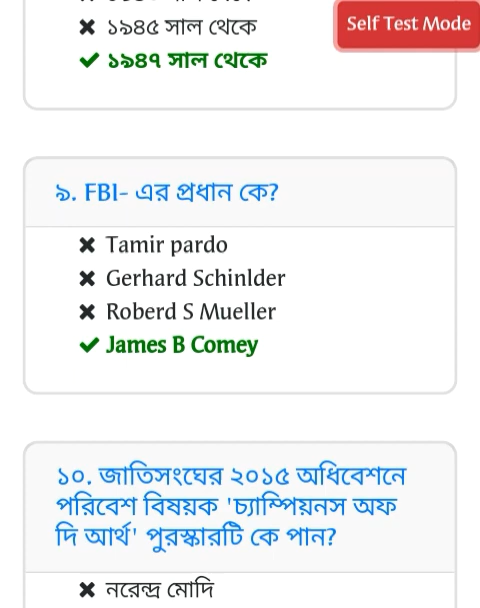 ১৯৪৫ সাল থেকে
Self Test Mode
১৯৪৭ সাল থেকে
৯. FBI- এর প্রধান কে?
Tamir pardo
Gerhard Schinlder
Roberd S Mueller
James B Comey
১০. জাতিসংঘের ২০১৫ অধিবেশনে
পরিবেশ বিষয়ক 'চ্যাম্পিয়নস অফ
দি আর্থ' পুরস্কারটি কে পান?
নরেন্দ্র মোদি